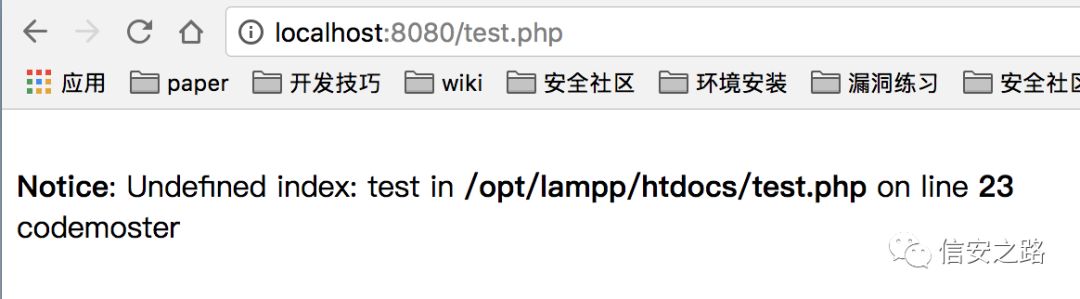 localhost:8080/test.php
应用 paper 开发技巧 wiki 安全社区 环境安装 漏洞练习 安全社区
Notice: Undefined index: test in /opt/lampp/htdocs/test.php on line 23
codemoster
信安之路